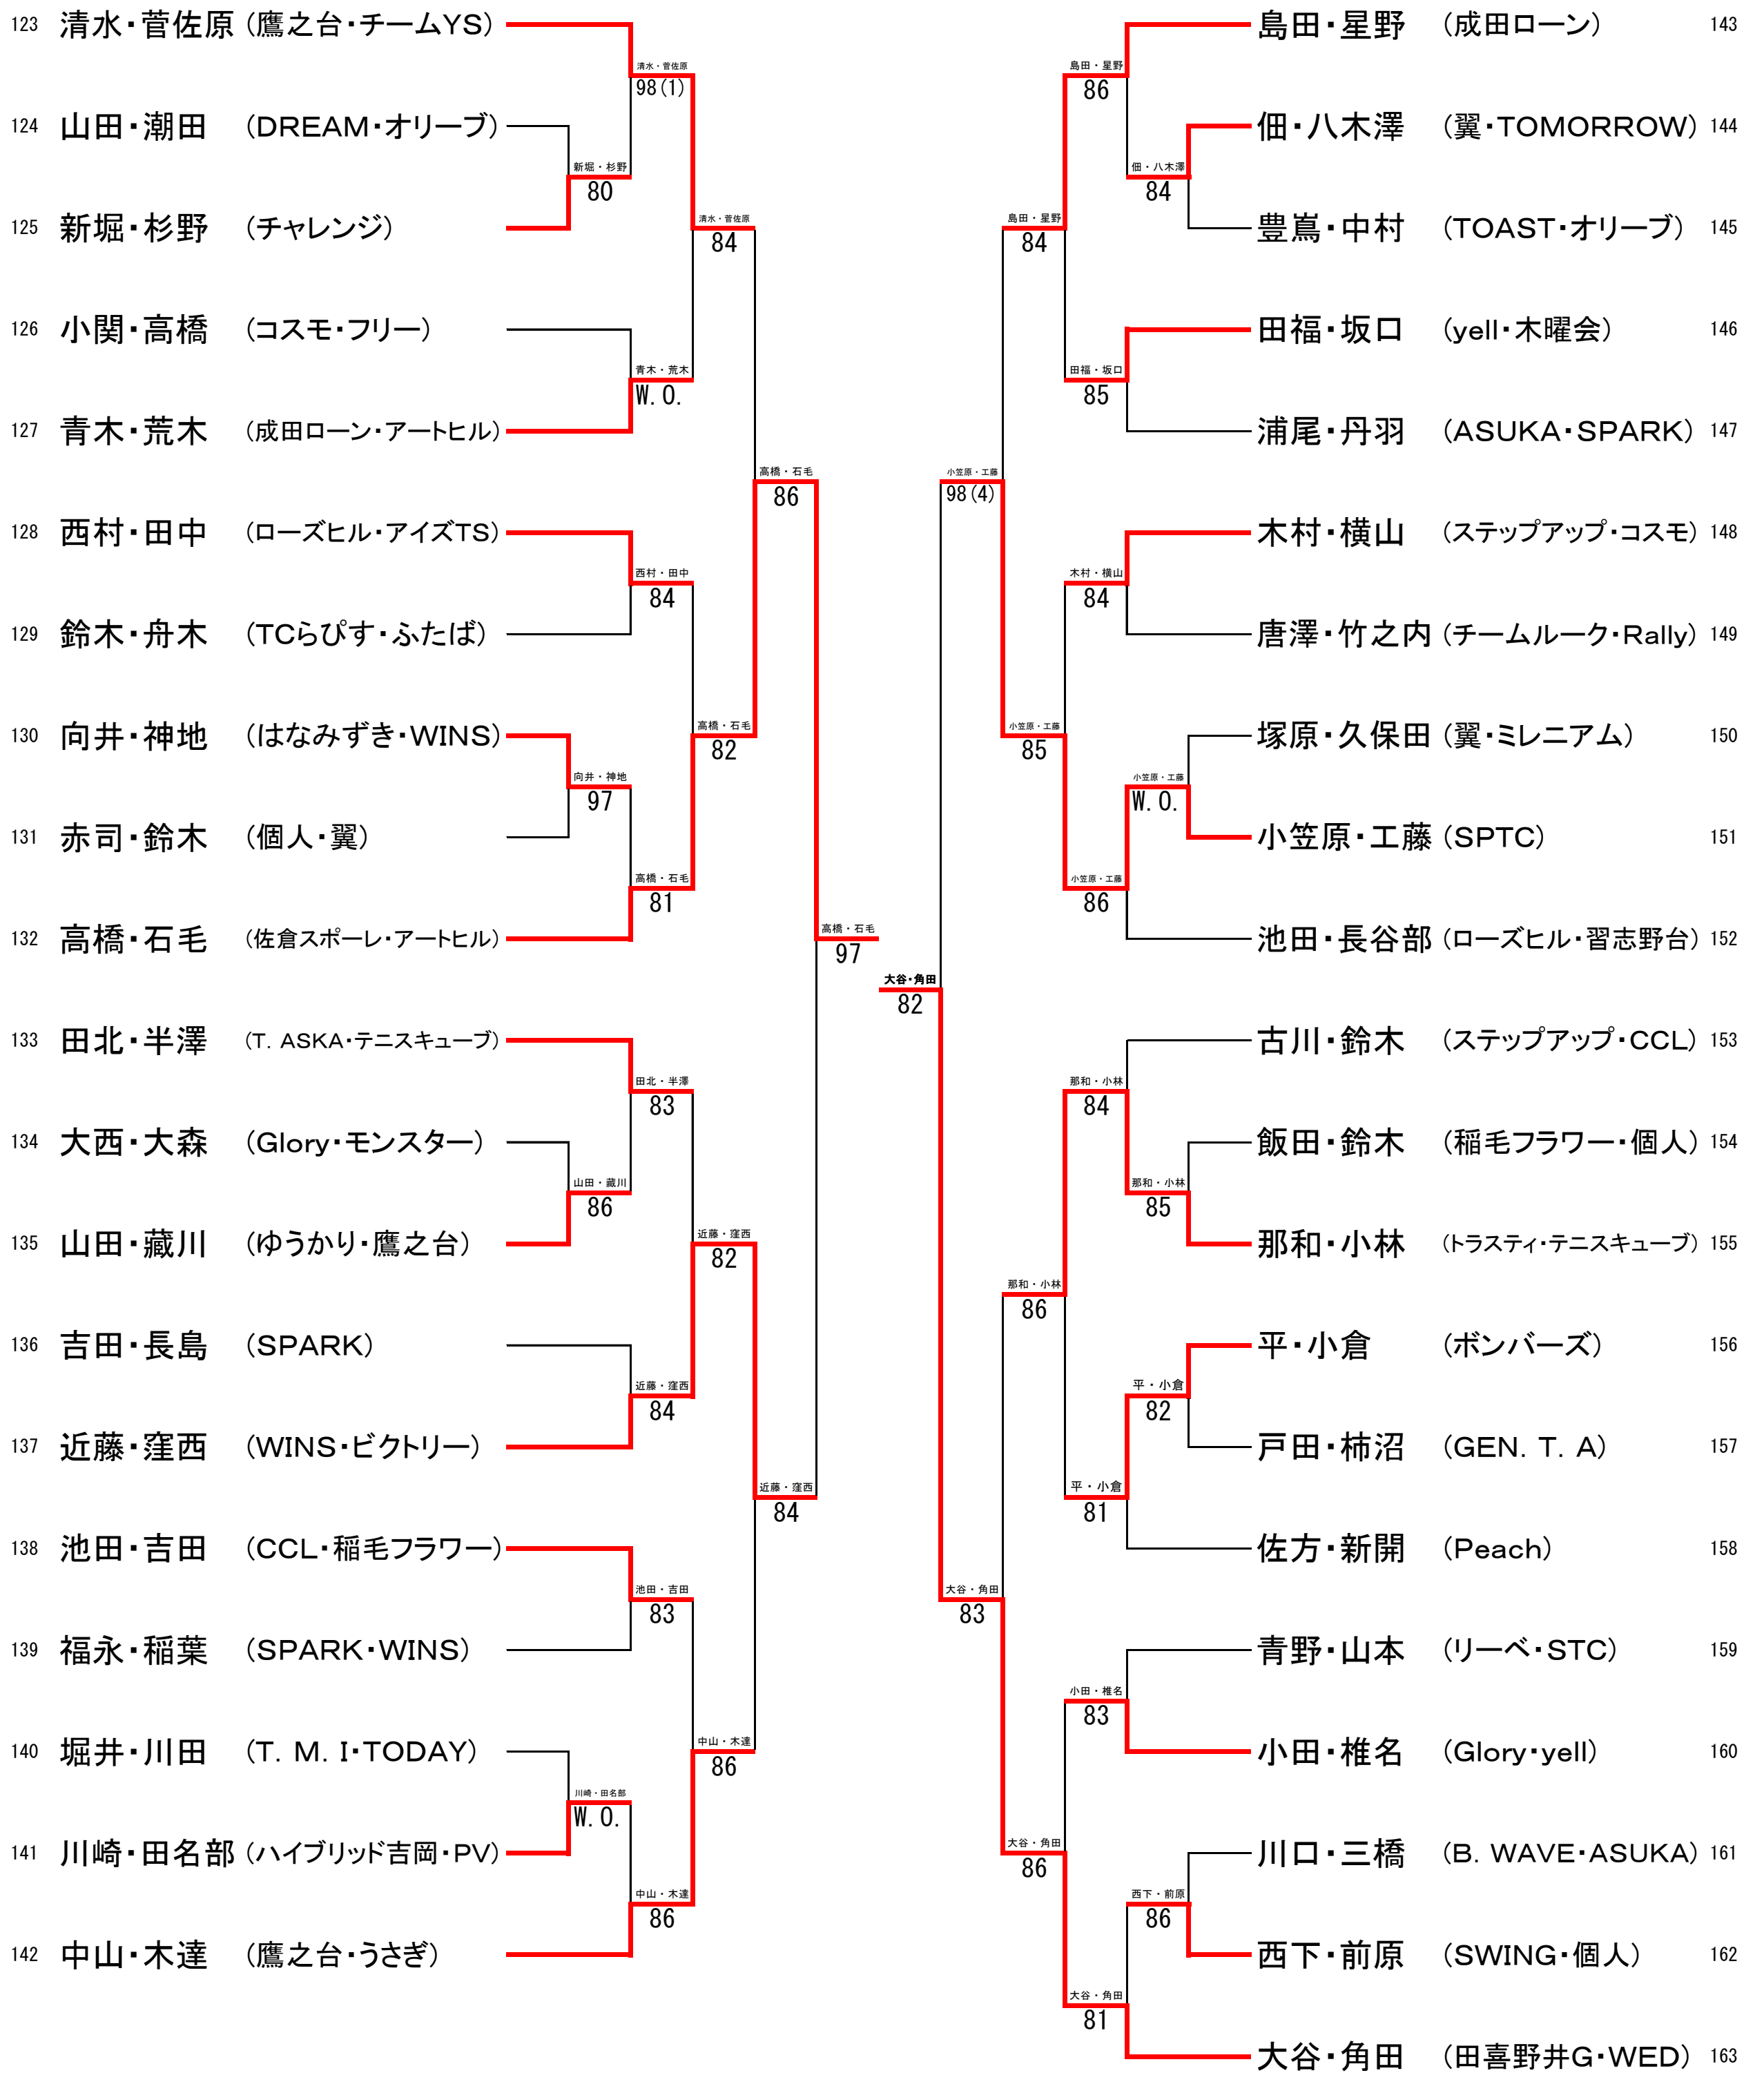 123 清水・菅佐原 (鷹之台・チームYS)
清水・菅佐原
98(1)
124 山田・潮田 (DREAM・オリーブ)
新堀・杉野
80
125 新堀・杉野 (チャレンジ)
清水・菅佐原
84
126 小関・高橋 (コスモ・フリー)
青木・荒木
W.O.
127 青木・荒木 (成田ローン・アートヒル)
高橋・石毛
86
128 西村・田中 (ローズヒル・アイズTS)
西村・田中
84
129 鈴木・舟木 (TCらぴす・ふたば)
高橋・石毛
82
130 向井・神地 (はなみずき・WINS)
向井・神地
97
131 赤司・鈴木 (個人・翼)
高橋・石毛
81
132 高橋・石毛 (佐倉スポーレ・アートヒル)
高橋・石毛
97
133 田北・半澤 (T. ASKA・テニスキューブ)
田北・半澤
83
134 大西・大森 (Glory・モンスター)
山田・藏川
86
135 山田・藏川 (ゆうかり・鷹之台)
近藤・窪西
82
136 吉田・長島 (SPARK)
近藤・窪西
84
137 近藤・窪西 (WINS・ビクトリー)
近藤・窪西
84
138 池田・吉田 (CCL・稲毛フラワー)
池田・吉田
83
139 福永・稲葉 (SPARK・WINS)
中山・木達
86
140 堀井・川田 (T. M. I・TODAY)
川崎・田名部
W.O.
141 川崎・田名部 (ハイブリッド吉岡・PV)
中山・木達
86
142 中山・木達 (鷹之台・うさぎ)
大谷・角田
82
島田・星野 (成田ローン) 143
島田・星野
86
佃・八木澤 (翼・TOMORROW) 144
佃・八木澤
84
豊嶌・中村 (TOAST・オリーブ) 145
島田・星野
84
田福・坂口 (yell・木曜会) 146
田福・坂口
85
浦尾・丹羽 (ASUKA・SPARK) 147
小笠原・工藤
98(4)
木村・横山 (ステップアップ・コスモ) 148
木村・横山
84
唐澤・竹之内 (チームルーク・Rally) 149
小笠原・工藤
85
塚原・久保田 (翼・ミレニアム) 150
小笠原・工藤
W.O.
小笠原・工藤 (SPTC) 151
小笠原・工藤
86
池田・長谷部 (ローズヒル・習志野台) 152
古川・鈴木 (ステップアップ・CCL) 153
那和・小林
84
飯田・鈴木 (稲毛フラワー・個人) 154
那和・小林
85
那和・小林 (トラスティ・テニスキューブ) 155
那和・小林
86
平・小倉 (ボンバーズ) 156
平・小倉
82
戸田・柿沼 (GEN. T. A) 157
平・小倉
81
佐方・新開 (Peach) 158
大谷・角田
83
青野・山本 (リーベ・STC) 159
小田・椎名
83
小田・椎名 (Glory・yell) 160
大谷・角田
86
川口・三橋 (B. WAVE・ASUKA) 161
西下・前原
86
西下・前原 (SWING・個人) 162
大谷・角田
81
大谷・角田 (田喜野井G・WED) 163